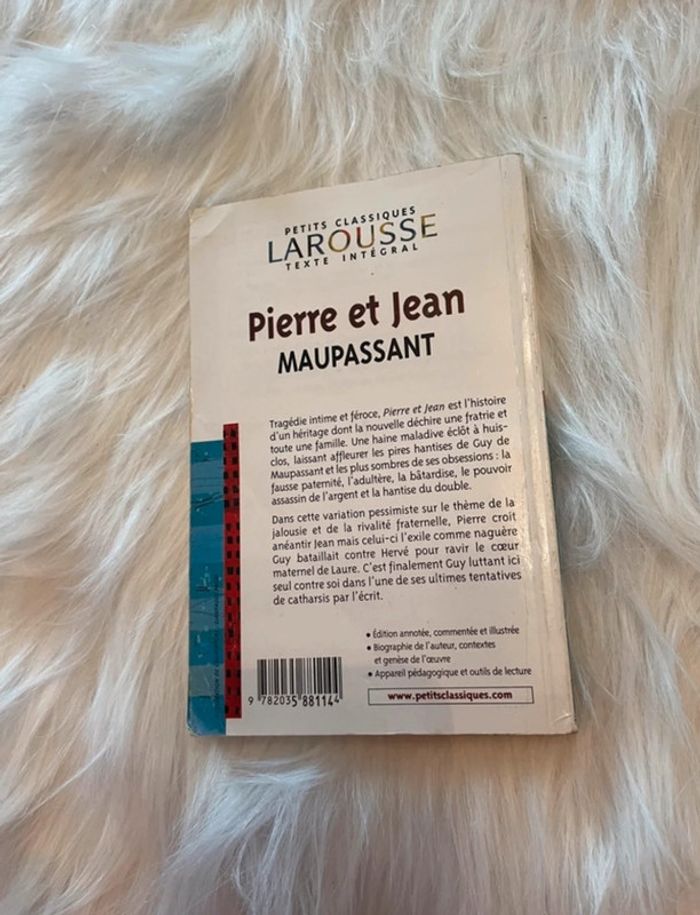 PETITS CLASSIQUES
LAROUSSE
TEXTE INTÉGRAL
Pierre et Jean
MAUPASSANT
Tragédie intime et féroce, Pierre et Jean est l'histoire
d'un héritage dont la nouvelle déchire une fratrie et
toute une famille. Une haine maladive éclôt à huis-
clos, laissant affleurer les pires hantises de Guy de
Maupassant et les plus sombres de ses obsessions : la
fausse paternité, l'adultère, la bâtardise, le pouvoir
assassin de l'argent et la hantise du double.
Dans cette variation pessimiste sur le thème de la
jalousie et de la rivalité fraternelle, Pierre croit
anéantir Jean mais celui-ci l'exile comme naguère
Guy bataillait contre Hervé pour ravir le cœur
maternel de Laure. C'est finalement Guy luttant ici
seul contre soi dans l'une de ses ultimes tentatives
de catharsis par l'écrit.
• Édition annotée, commentée et illustrée
• Biographie de l'auteur, contextes
et genèse de l'œuvre
• Appareil pédagogique et outils de lecture
www.petitsclassiques.com
9 782035 881144